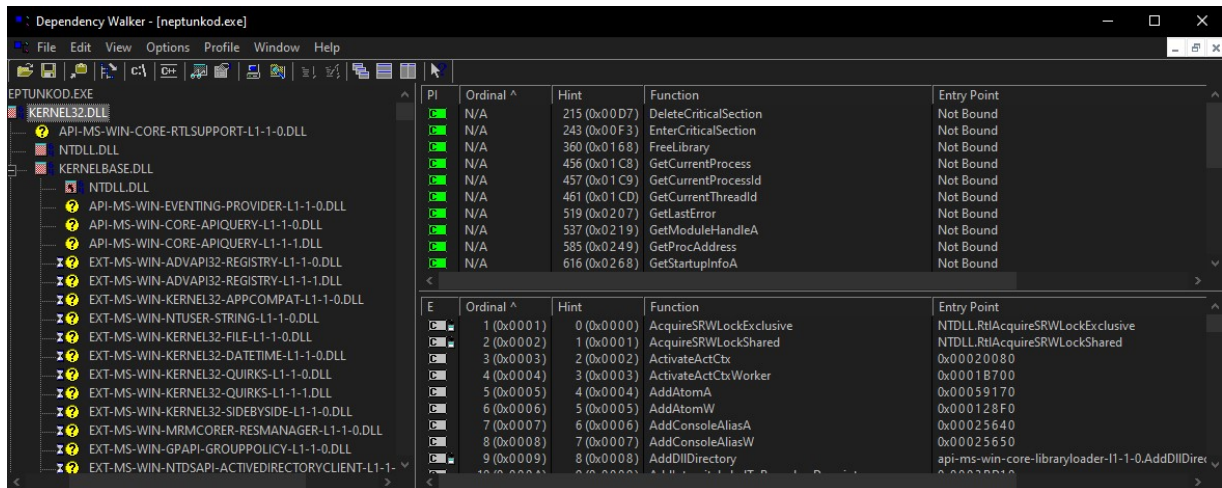 Dependency Walker - [neptunkod.exe]
File Edit View Options Profile Window Help
C:\ C++
EPTUNKOD.EXE
KERNEL32.DLL
API-MS-WIN-CORE-RTLSUPPORT-L1-1-0.DLL
NTDLL.DLL
KERNELBASE.DLL
NTDLL.DLL
API-MS-WIN-EVENTING-PROVIDER-L1-1-0.DLL
API-MS-WIN-CORE-APIQUERY-L1-1-0.DLL
API-MS-WIN-CORE-APIQUERY-L1-1-1.DLL
EXT-MS-WIN-ADVAPI32-REGISTRY-L1-1-0.DLL
EXT-MS-WIN-ADVAPI32-REGISTRY-L1-1-1.DLL
EXT-MS-WIN-KERNEL32-APPCOMPAT-L1-1-0.DLL
EXT-MS-WIN-NTUSER-STRING-L1-1-0.DLL
EXT-MS-WIN-KERNEL32-FILE-L1-1-0.DLL
EXT-MS-WIN-KERNEL32-DATETIME-L1-1-0.DLL
EXT-MS-WIN-KERNEL32-QUIRKS-L1-1-0.DLL
EXT-MS-WIN-KERNEL32-QUIRKS-L1-1-1.DLL
EXT-MS-WIN-KERNEL32-SIDEBYSIDE-L1-1-0.DLL
EXT-MS-WIN-MRMCORER-RESMANAGER-L1-1-0.DLL
EXT-MS-WIN-GPAPI-GROUPPOLICY-L1-1-0.DLL
EXT-MS-WIN-NTDSAPI-ACTIVEDIRECTORYCLIENT-L1-1-
PI Ordinal ^ Hint Function Entry Point
C N/A 215 (0x00D7) DeleteCriticalSection Not Bound
C N/A 243 (0x00F3) EnterCriticalSection Not Bound
C N/A 360 (0x0168) FreeLibrary Not Bound
C N/A 456 (0x01C8) GetCurrentProcess Not Bound
C N/A 457 (0x01C9) GetCurrentProcessId Not Bound
C N/A 461 (0x01CD) GetCurrentThreadId Not Bound
C N/A 519 (0x0207) GetLastError Not Bound
C N/A 537 (0x0219) GetModuleHandleA Not Bound
C N/A 585 (0x0249) GetProcAddress Not Bound
C N/A 616 (0x0268) GetStartupInfoA Not Bound
E Ordinal ^ Hint Function Entry Point
C 1 (0x0001) 0 (0x0000) AcquireSRWLockExclusive NTDLL.RtlAcquireSRWLockExclusive
C 2 (0x0002) 1 (0x0001) AcquireSRWLockShared NTDLL.RtlAcquireSRWLockShared
C 3 (0x0003) 2 (0x0002) ActivateActCtx 0x00020080
C 4 (0x0004) 3 (0x0003) ActivateActCtxWorker 0x0001B700
C 5 (0x0005) 4 (0x0004) AddAtomA 0x00059170
C 6 (0x0006) 5 (0x0005) AddAtomW 0x000128F0
C 7 (0x0007) 6 (0x0006) AddConsoleAliasA 0x00025640
C 8 (0x0008) 7 (0x0007) AddConsoleAliasW 0x00025650
C 9 (0x0009) 8 (0x0008) AddDllDirectory api-ms-win-core-libraryloader-l1-1-0.AddDllDirec